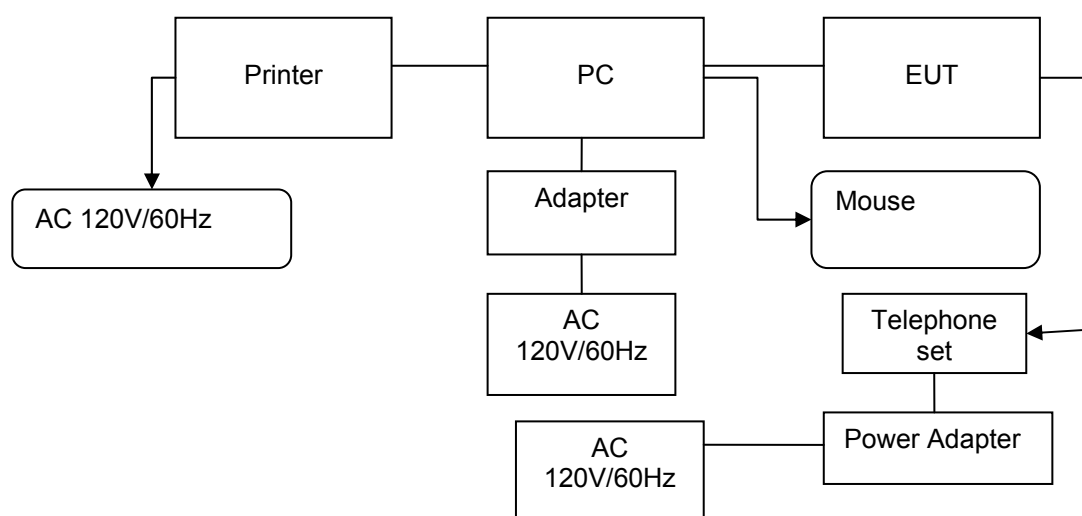 Printer
PC
EUT
AC 120V/60Hz
Adapter
Mouse
AC
120V/60Hz
Telephone
set
AC
120V/60Hz
Power Adapter